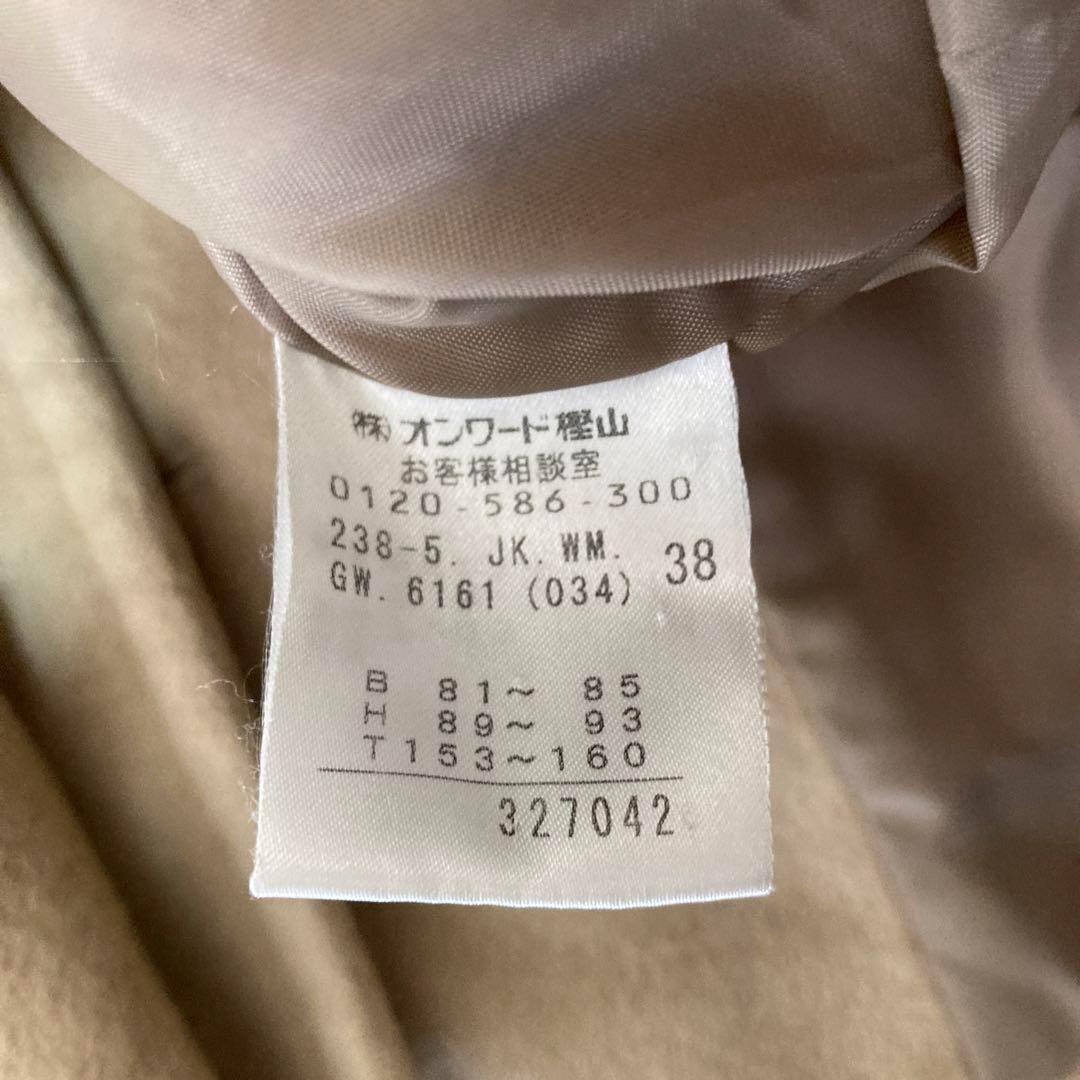 ㈱オンワード樫山
お客様相談室
0120-586-300
238-5. JK. WM.
GW. 6161 (034) 38
B 81～ 85
H 89～ 93
T153～160
327042